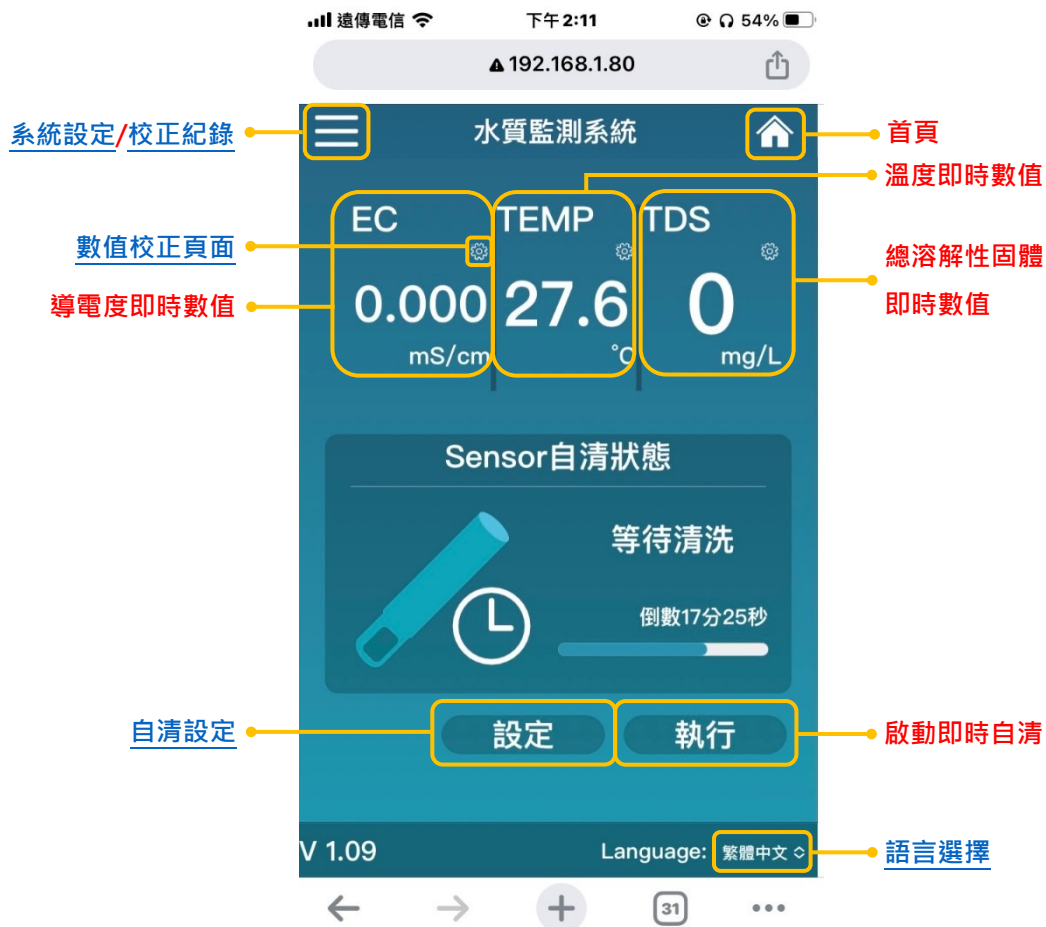 遠傳電信 下午2:11 54%
192.168.1.80
系統設定/校正紀錄
水質監測系統
首頁
溫度即時數值
EC TEMP TDS
數值校正頁面
總溶解性固體
即時數值
導電度即時數值
0.000 27.6 0
mS/cm °C mg/L
Sensor自清狀態
等待清洗
倒數17分25秒
自清設定
設定 執行
啟動即時自清
V 1.09 Language: 繁體中文
語言選擇
31